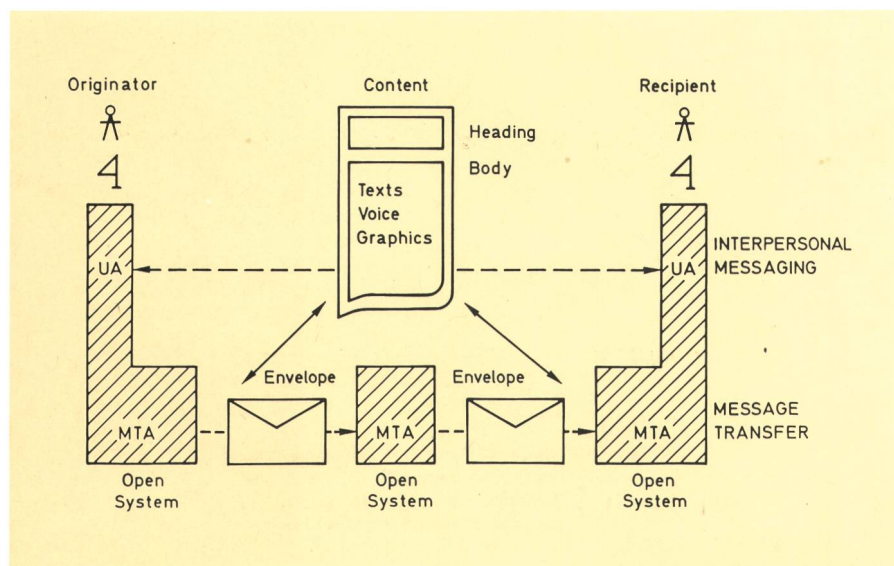 Originator
Content
Recipient
Heading
Body
Texts
Voice
Graphics
UA
UA
INTERPERSONAL
MESSAGING
Envelope
Envelope
MTA
MTA
MTA
MESSAGE
TRANSFER
Open
System
Open
System
Open
System